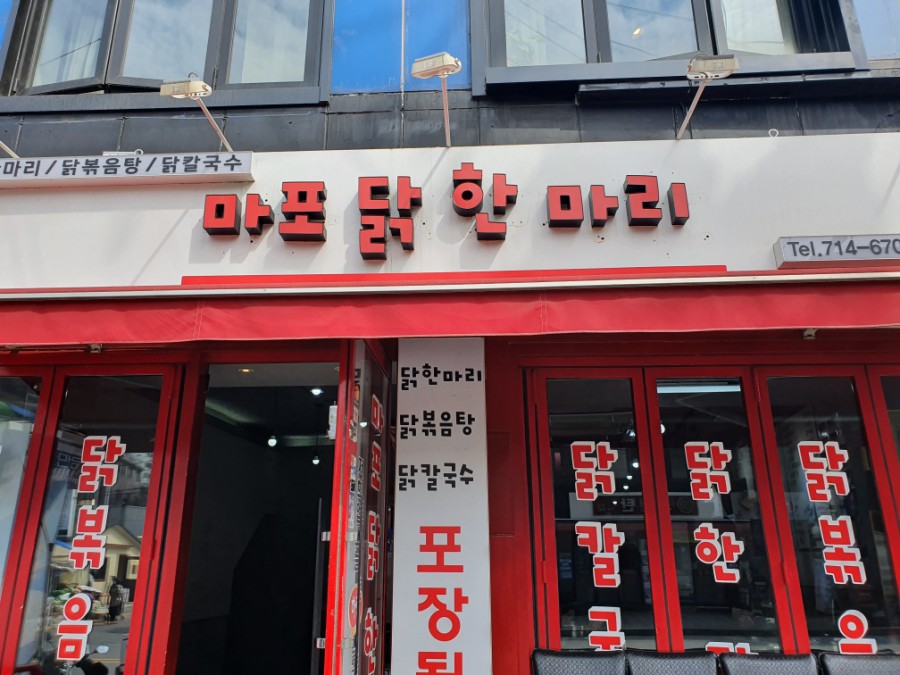 마리/닭볶음탕/닭칼국수
마포닭한마리
Tel.714-670
닭한마리
닭볶음탕
닭칼국수
포장
닭볶음
닭칼국
닭한
닭볶으